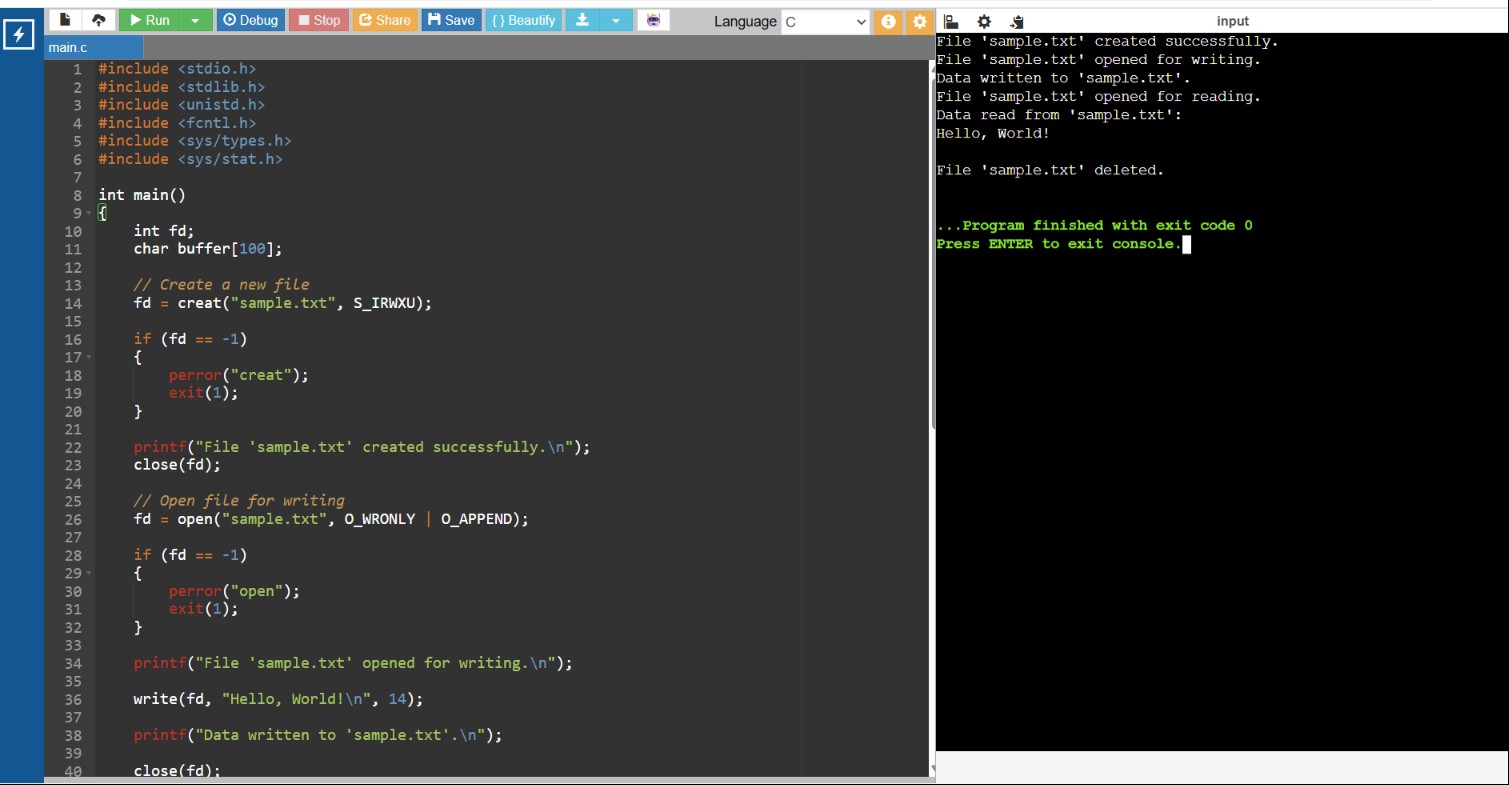 Run Debug Stop Share Save { } Beautify Language C
main.c
1 #include <stdio.h>
2 #include <stdlib.h>
3 #include <unistd.h>
4 #include <fcntl.h>
5 #include <sys/types.h>
6 #include <sys/stat.h>
7
8 int main()
9 {
10     int fd;
11     char buffer[100];
12
13     // Create a new file
14     fd = creat("sample.txt", S_IRWXU);
15
16     if (fd == -1)
17     {
18         perror("creat");
19         exit(1);
20     }
21
22     printf("File 'sample.txt' created successfully.\n");
23     close(fd);
24
25     // Open file for writing
26     fd = open("sample.txt", O_WRONLY | O_APPEND);
27
28     if (fd == -1)
29     {
30         perror("open");
31         exit(1);
32     }
33
34     printf("File 'sample.txt' opened for writing.\n");
35
36     write(fd, "Hello, World!\n", 14);
37
38     printf("Data written to 'sample.txt'.\n");
39
40     close(fd);
input
File 'sample.txt' created successfully.
File 'sample.txt' opened for writing.
Data written to 'sample.txt'.
File 'sample.txt' opened for reading.
Data read from 'sample.txt':
Hello, World!
File 'sample.txt' deleted.
...Program finished with exit code 0
Press ENTER to exit console.